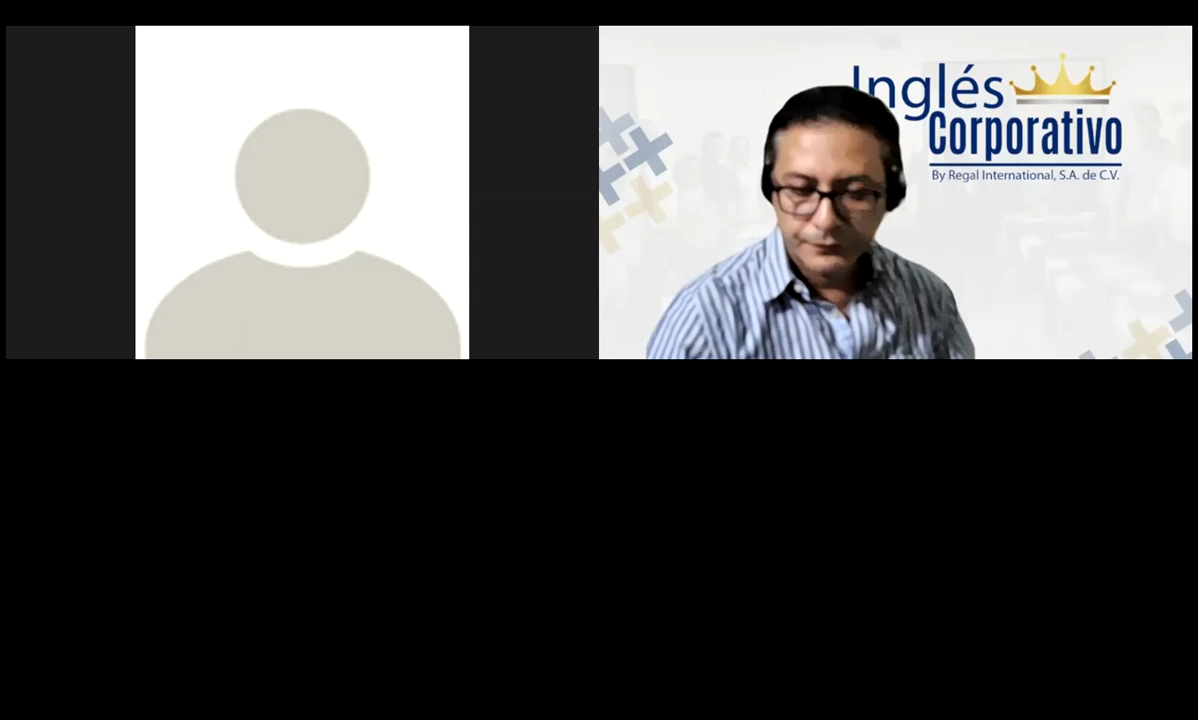 Inglés
Corporativo
By Regal International, S.A. de C.V.